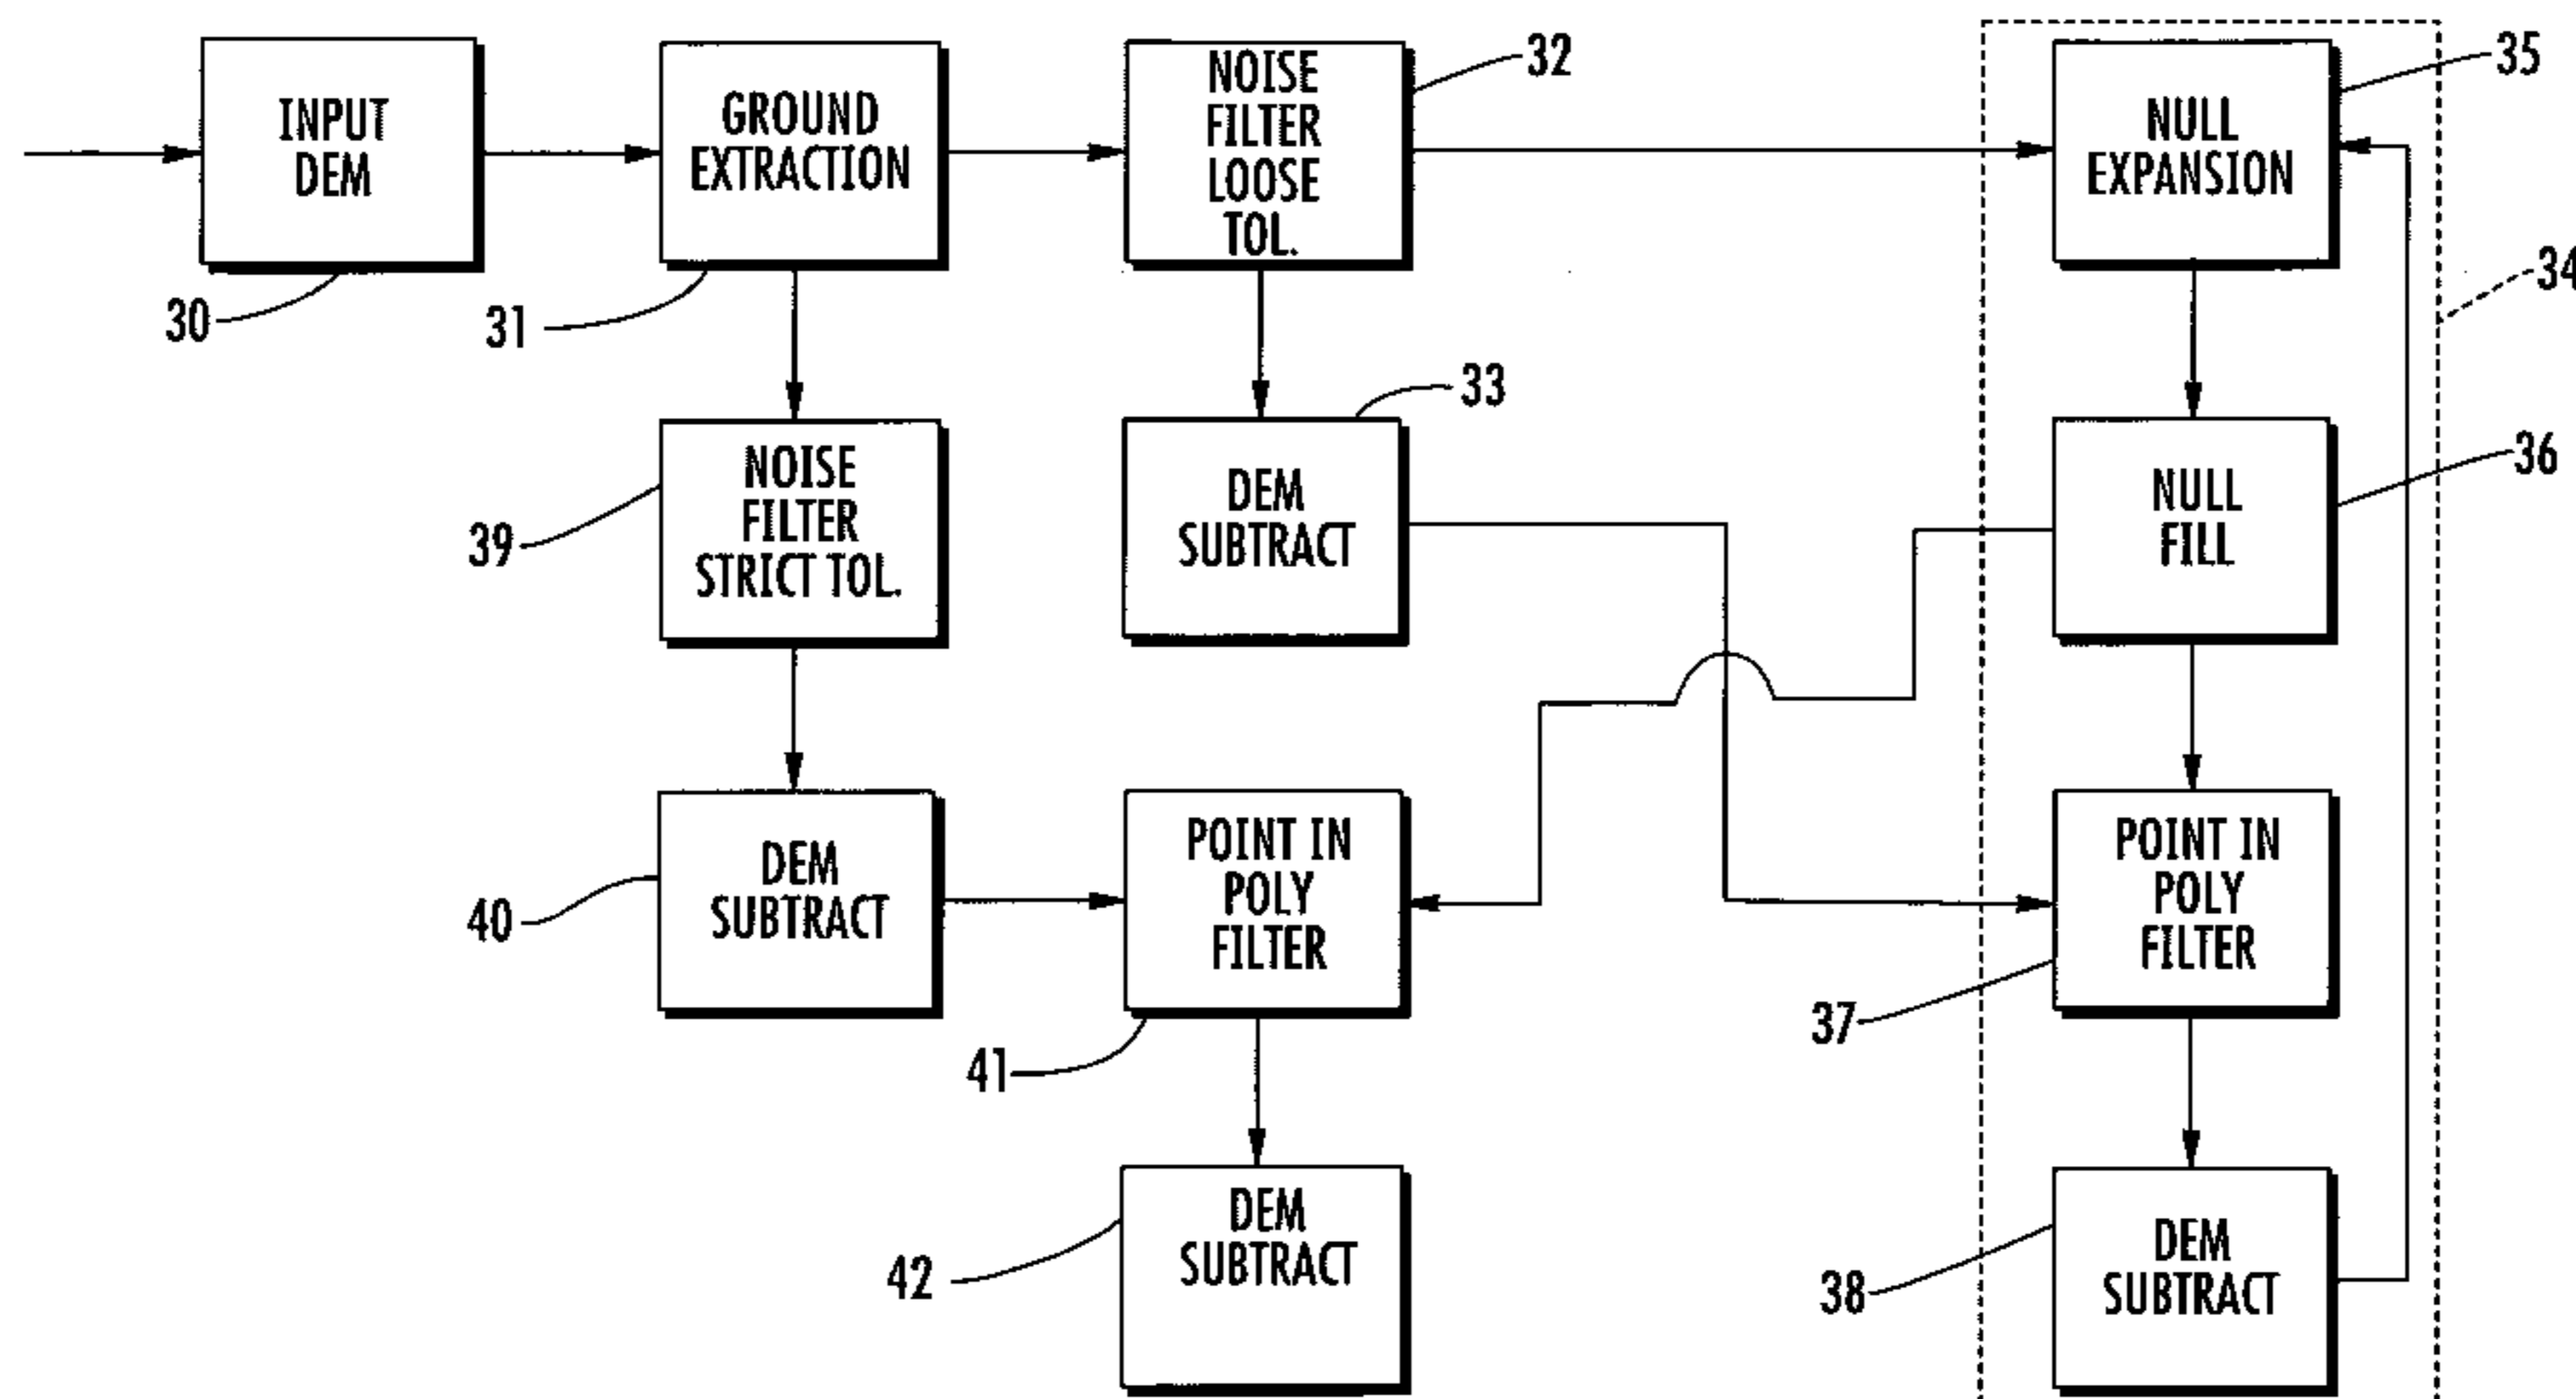 INPUT
DEM
30
GROUND
EXTRACTION
31
NOISE
FILTER
LOOSE
TOL.
32
NULL
EXPANSION
35
34
NOISE
FILTER
STRICT TOL.
39
DEM
SUBTRACT
33
NULL
FILL
36
DEM
SUBTRACT
40
POINT IN
POLY
FILTER
41
POINT IN
POLY
FILTER
37
DEM
SUBTRACT
42
DEM
SUBTRACT
38